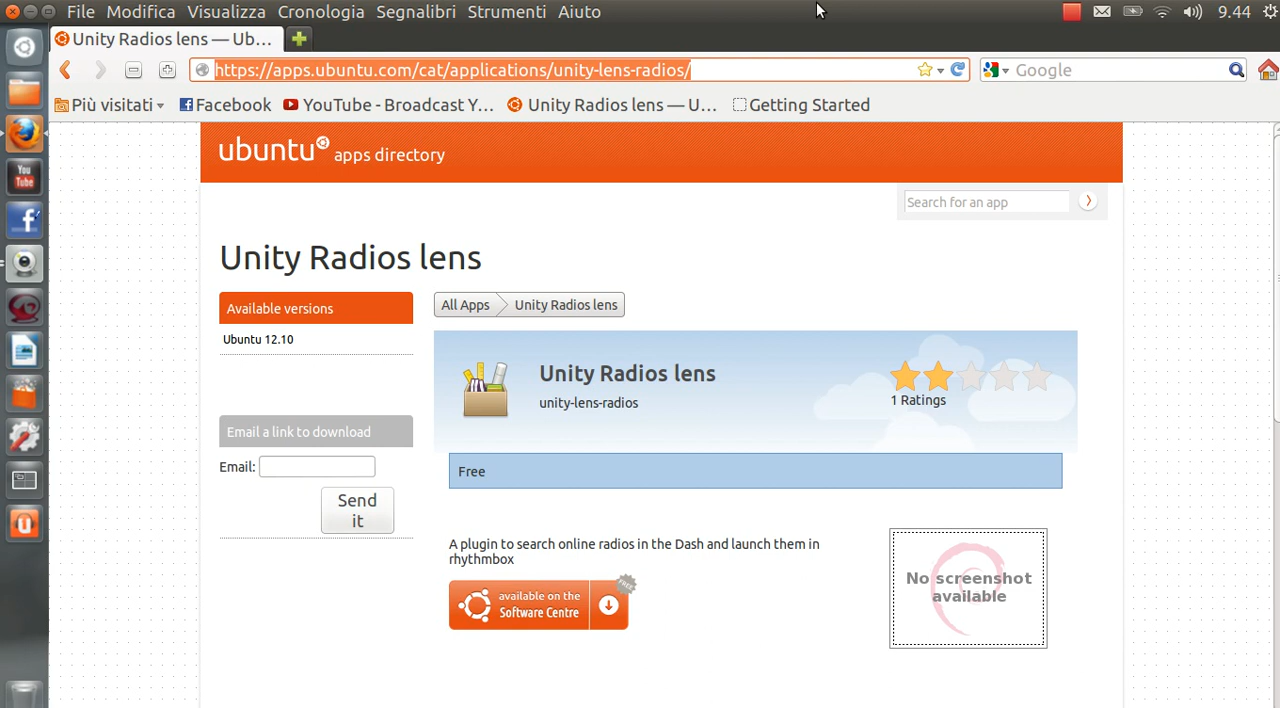 File Modifica Visualizza Cronologia Segnalibri Strumenti Aiuto 9.44
Unity Radios lens — Ub...
https://apps.ubuntu.com/cat/applications/unity-lens-radios/ Google
Più visitati Facebook YouTube - Broadcast Y... Unity Radios lens — U... Getting Started
ubuntu apps directory
Search for an app
Unity Radios lens
Available versions
Ubuntu 12.10
Email a link to download
Email:
Send
it
All Apps Unity Radios lens
Unity Radios lens
unity-lens-radios
1 Ratings
Free
A plugin to search online radios in the Dash and launch them in
rhythmbox
available on the
Software Centre
FREE
No screenshot
available
You
Tube